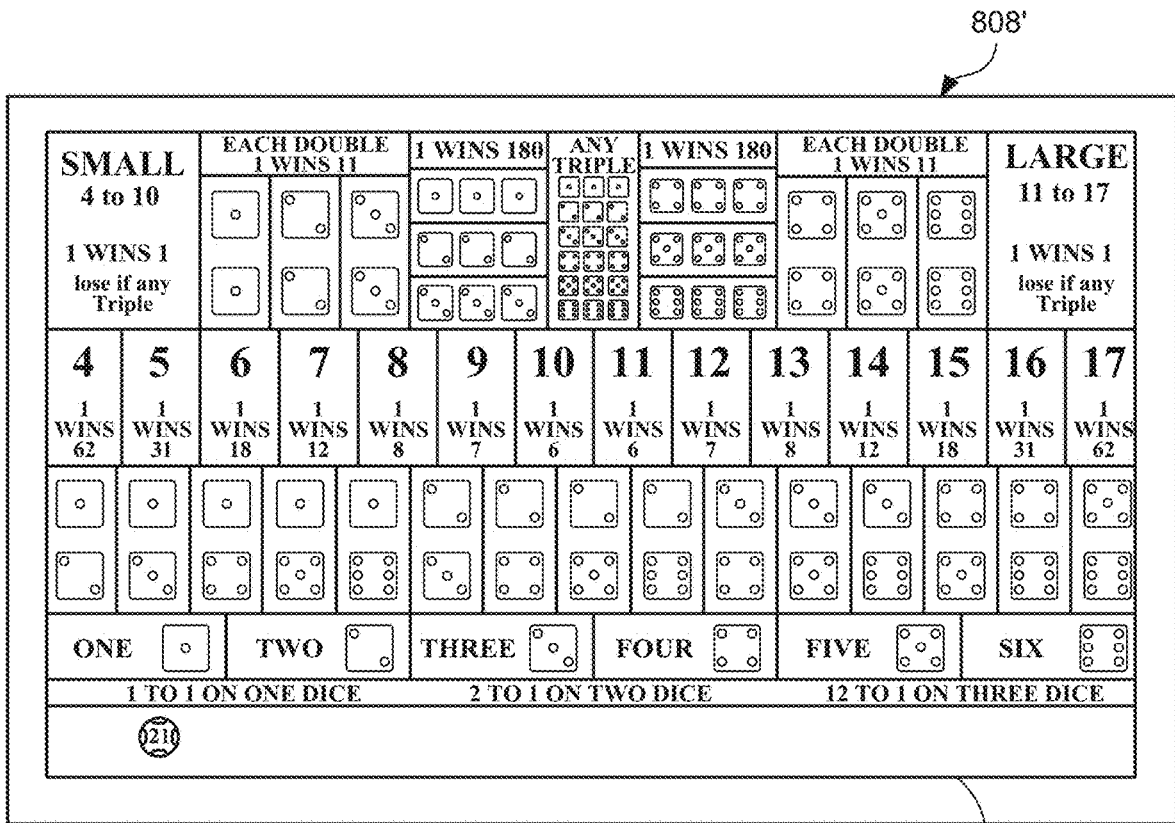 808'
SMALL
4 to 10
1 WINS 1
lose if any
Triple
EACH DOUBLE
1 WINS 11
1 WINS 180
ANY
TRIPLE
1 WINS 180
EACH DOUBLE
1 WINS 11
LARGE
11 to 17
1 WINS 1
lose if any
Triple
4 5 6 7 8 9 10 11 12 13 14 15 16 17
1 1 1 1 1 1 1 1 1 1 1 1 1 1
WINS WINS WINS WINS WINS WINS WINS WINS WINS WINS WINS WINS WINS WINS
62 31 18 12 8 7 6 6 7 8 12 18 31 62
ONE TWO THREE FOUR FIVE SIX
1 TO 1 ON ONE DICE 2 TO 1 ON TWO DICE 12 TO 1 ON THREE DICE
21